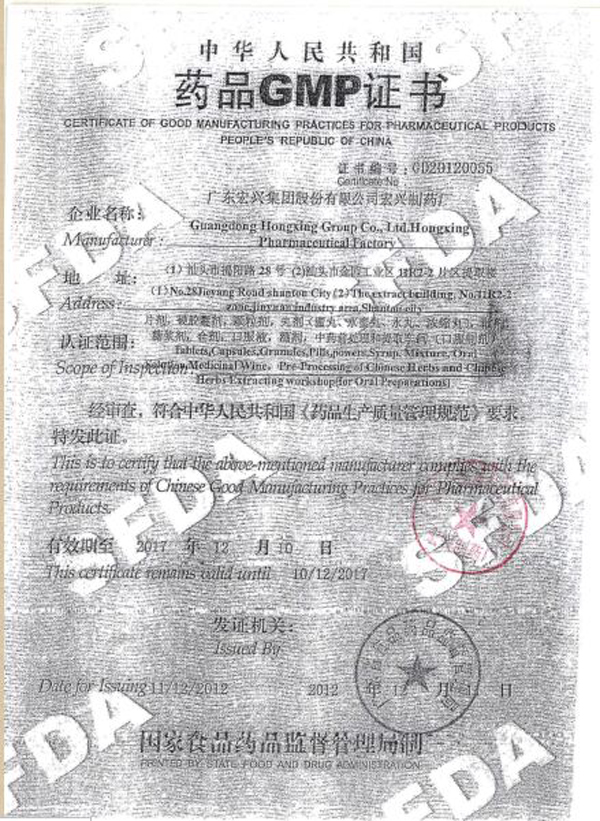 中华人民共和国
药品GMP证书
CERTIFICATE OF GOOD MANUFACTURING PRACTICES FOR PHARMACEUTICAL PRODUCTS
PEOPLE'S REPUBLIC OF CHINA
证书编号: GD20120055
Certificate No
企业名称: 广东宏兴集团股份有限公司宏兴制药厂
Manufacturer: Guangdong Hongxing Group Co., Ltd.Hongxing
Pharmaceutical Factory
地 址: (1)汕头市揭阳路28号 (2)汕头市金园工业区11R2-2片区提取楼
Address: (1)No.28Jieyang Road shantou City (2)The extract building, No.11R2-2
zone,jinyuan industry area,Shantou city
认证范围: 片剂, 硬胶囊剂, 颗粒剂, 丸剂(蜜丸、水蜜丸、水丸、浓缩丸),
糖浆剂, 合剂, 口服液, 酒剂, 中药前处理和提取车间 (口服制剂)
Scope of Inspection: Tablets,Capsules,Granules,Pills,powers,Syrup, Mixture, Oral
Medicinal Wine, Pre-Processing of Chinese Herbs and Chinese
Herbs Extracting workshop(for Oral Preparations)
经审查, 符合中华人民共和国《药品生产质量管理规范》要求,
特发此证。
This is to certify that the above-mentioned manufacturer complies with the
requirements of Chinese Good Manufacturing Practices for Pharmaceutical
Products.
有效期至 2017 年 12 月 10 日
This certificate remains valid until 10/12/2017
发证机关:
Issued By
Date for Issuing 11/12/2012 2012 年 12 月 11 日
国家食品药品监督管理局制
PRINTED BY STATE FOOD AND DRUG ADMINISTRATION
SFDA
SFDA
SFDA
SFDA
SFDA
SFDA